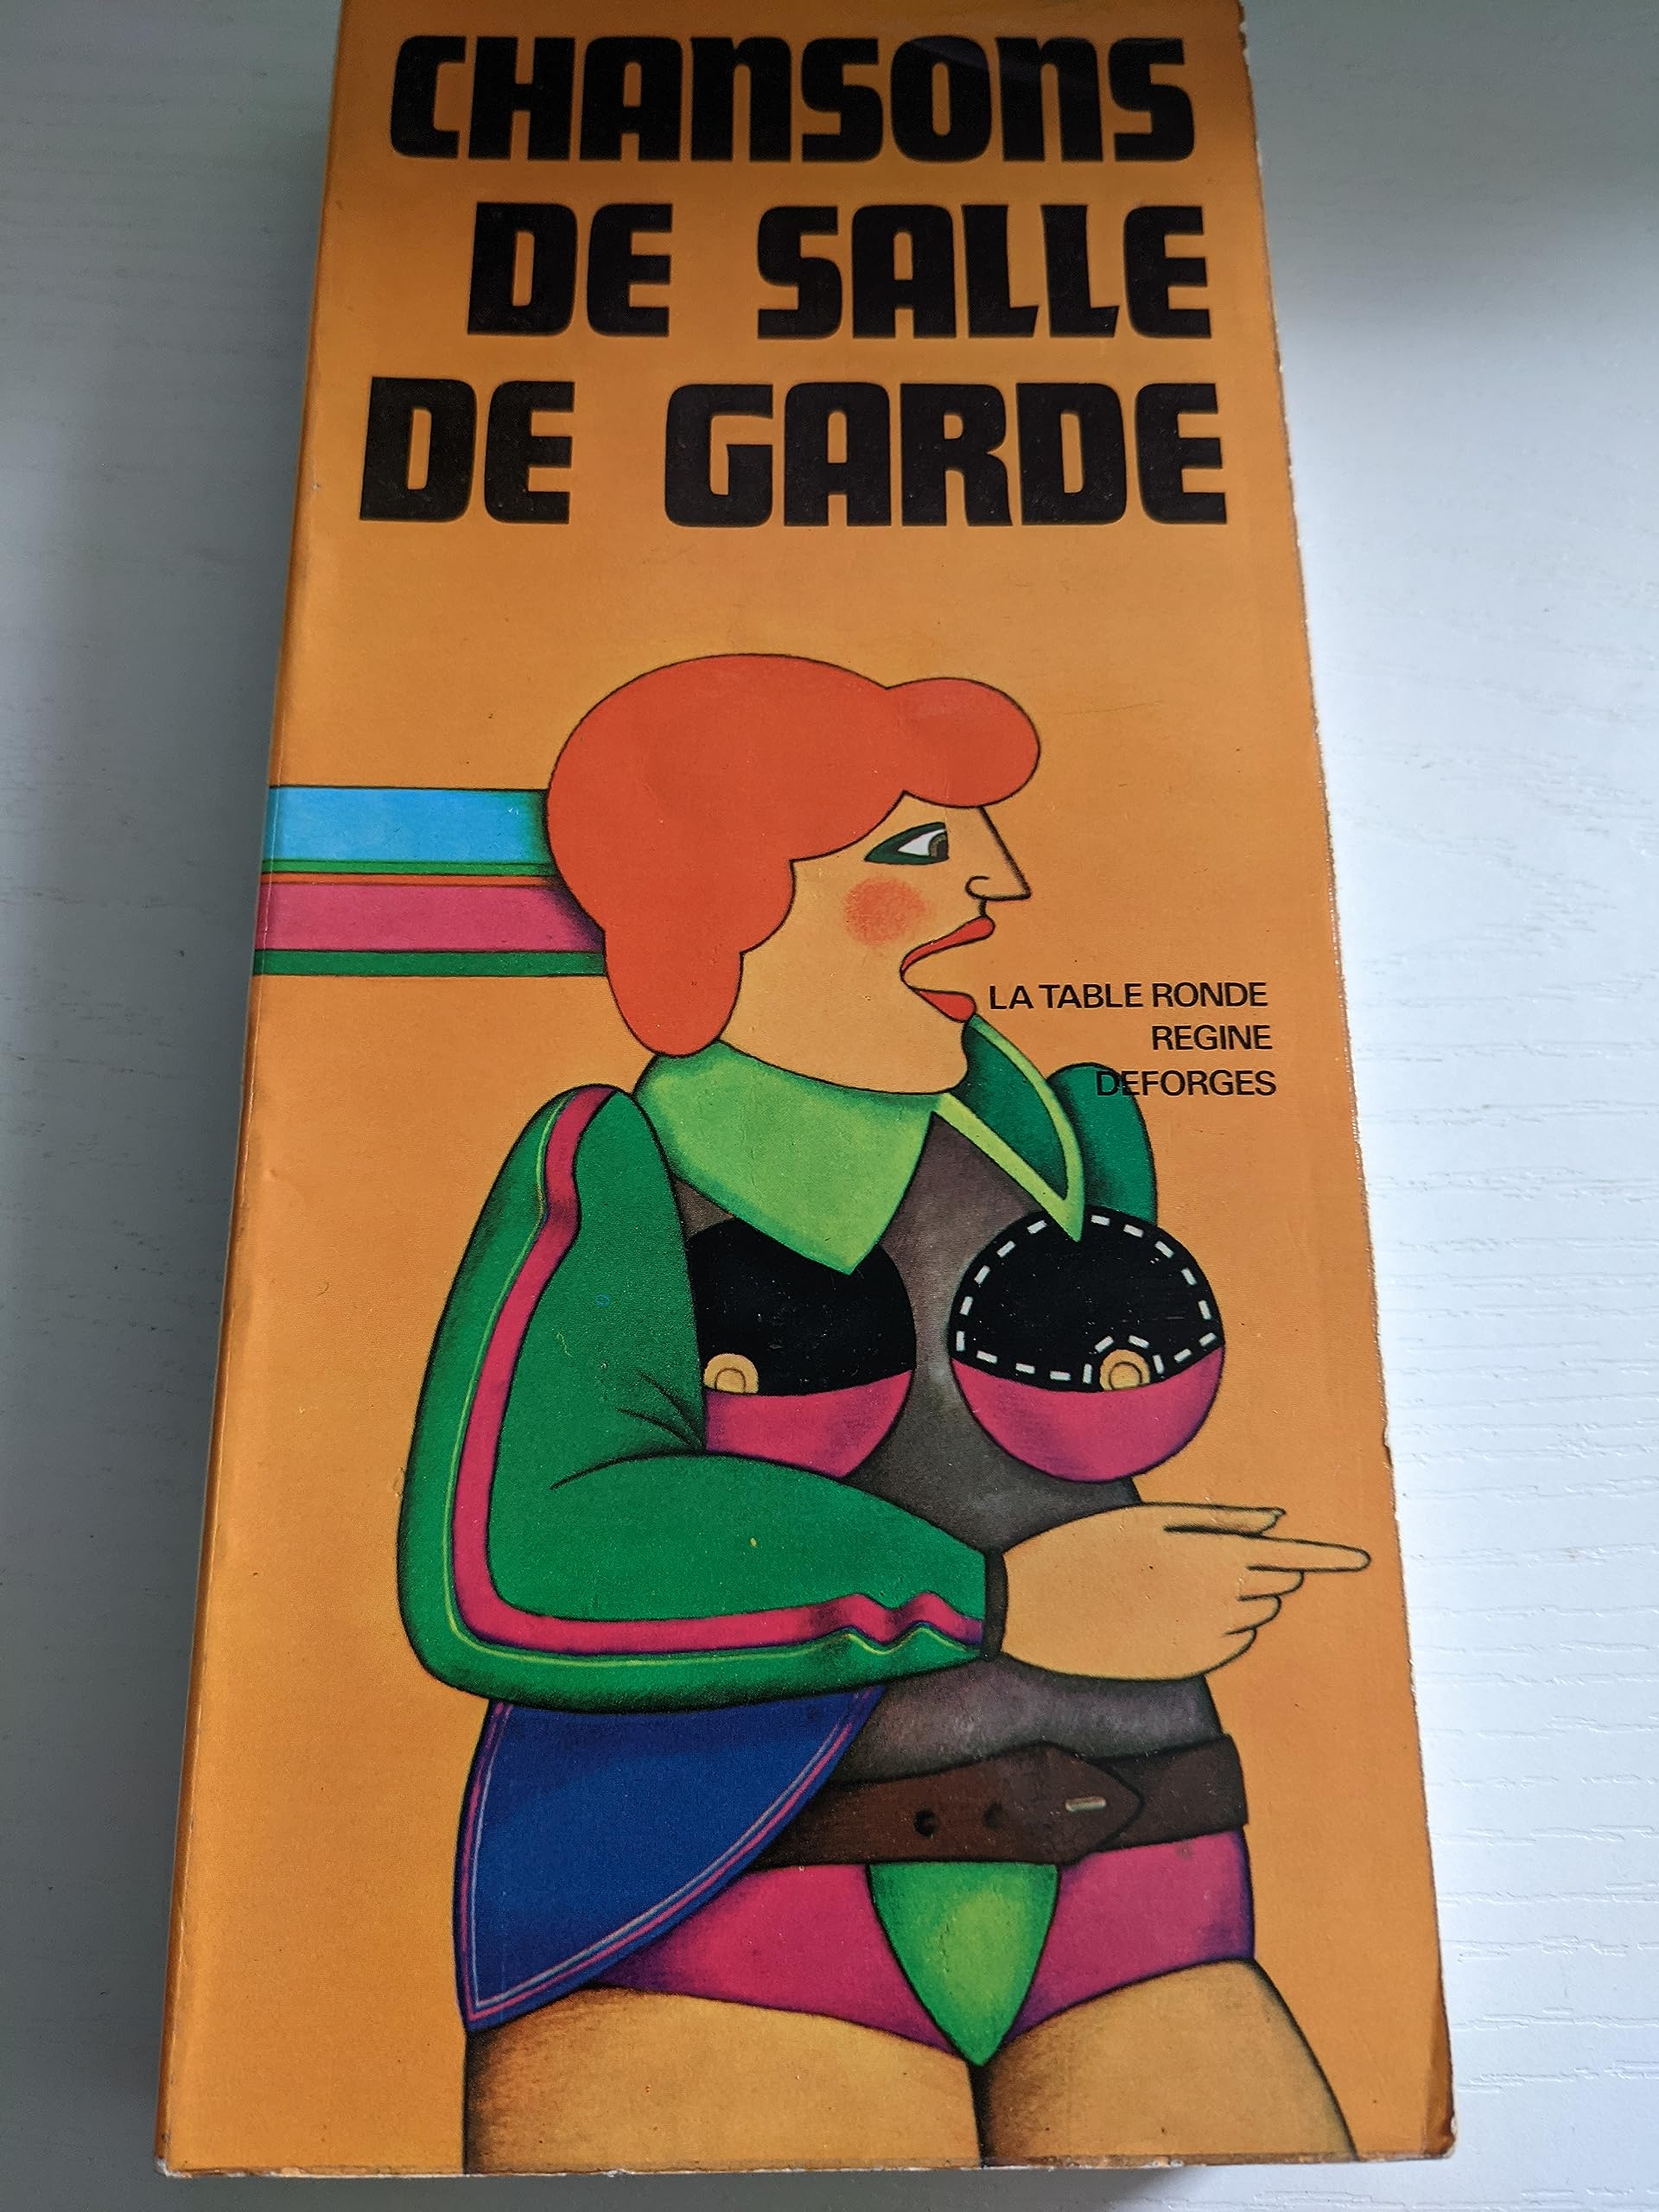 CHANSONS
DE SALLE
DE GARDE
LA TABLE RONDE
REGINE
DEFORGES